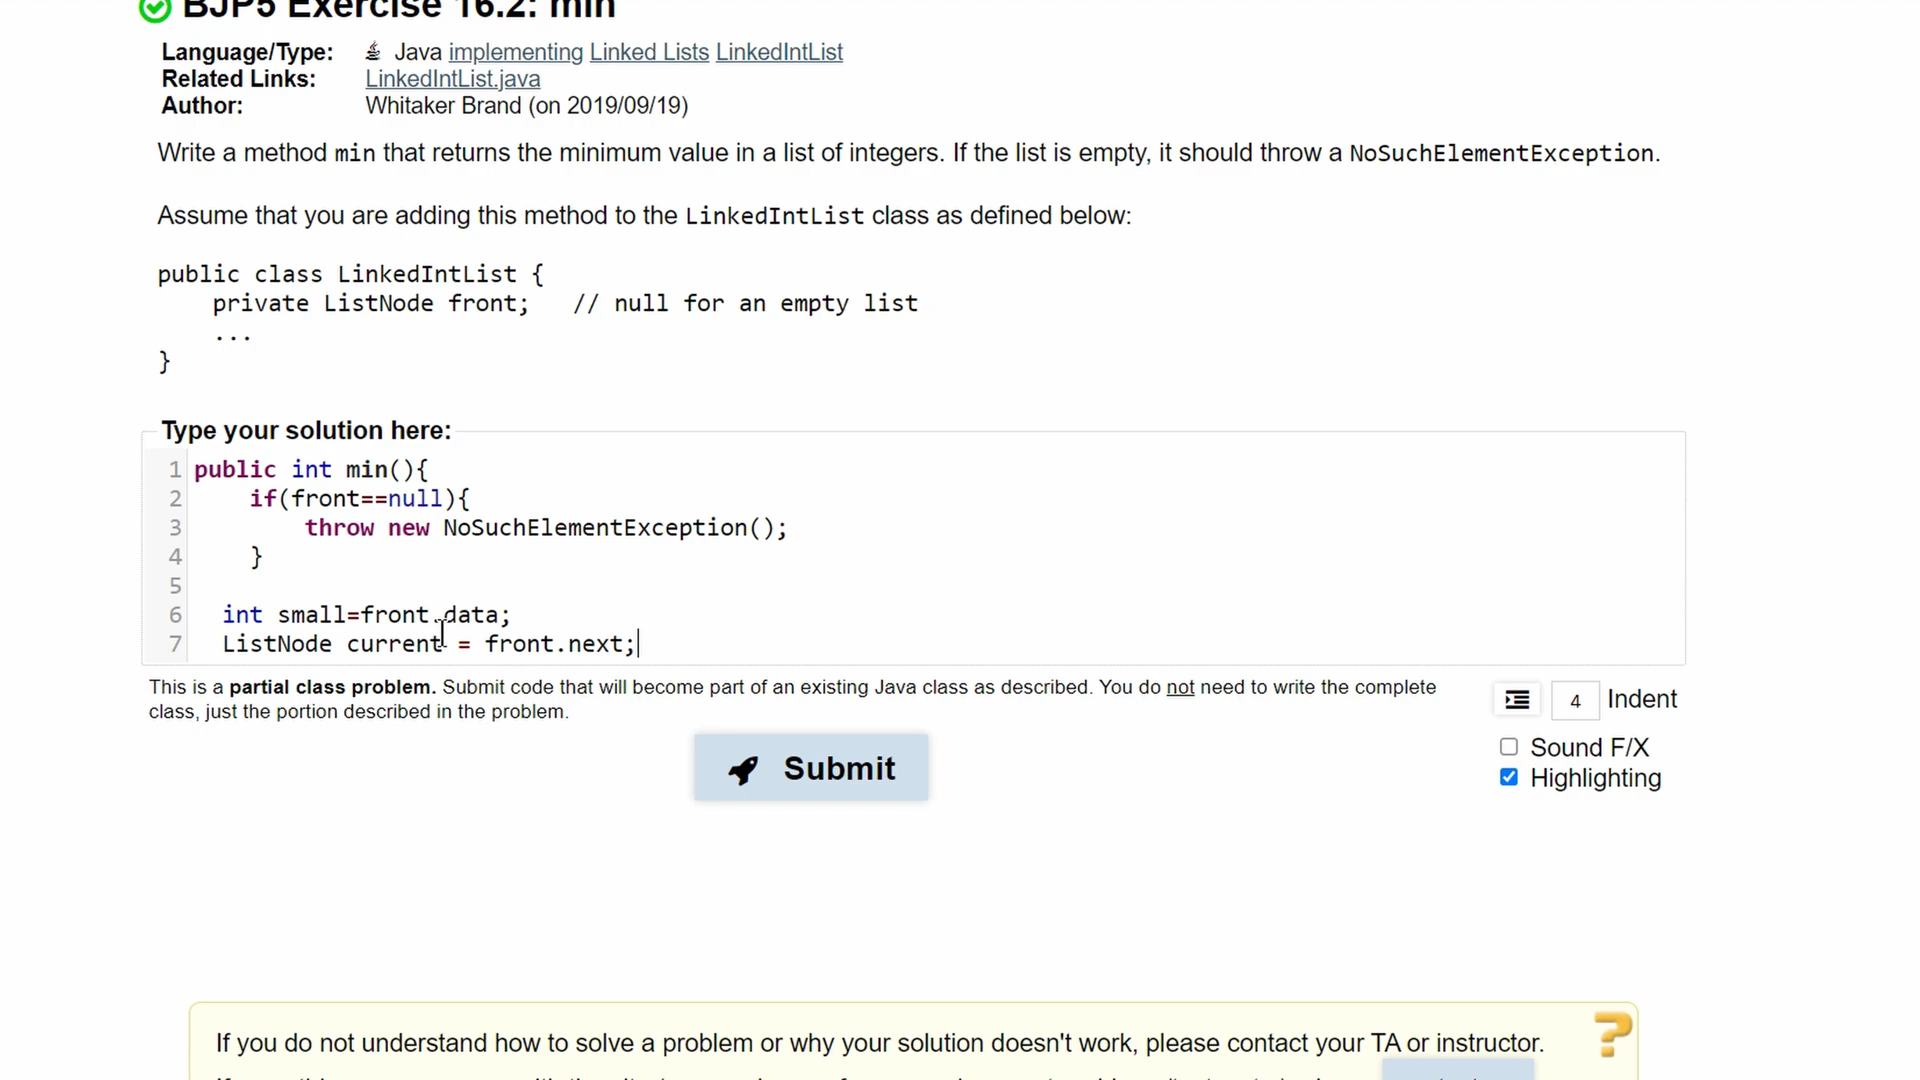 BJP5 Exercise 16.2: min
Language/Type: Java implementing Linked Lists LinkedIntList
Related Links: LinkedIntList.java
Author: Whitaker Brand (on 2019/09/19)
Write a method min that returns the minimum value in a list of integers. If the list is empty, it should throw a NoSuchElementException.
Assume that you are adding this method to the LinkedIntList class as defined below:
public class LinkedIntList {
private ListNode front; // null for an empty list
...
}
Type your solution here:
1 public int min(){
2 if(front==null){
3 throw new NoSuchElementException();
4 }
5
6 int small=front.data;
7 ListNode current = front.next;
This is a partial class problem. Submit code that will become part of an existing Java class as described. You do not need to write the complete
class, just the portion described in the problem.
4 Indent
Sound F/X
Highlighting
Submit
If you do not understand how to solve a problem or why your solution doesn't work, please contact your TA or instructor.